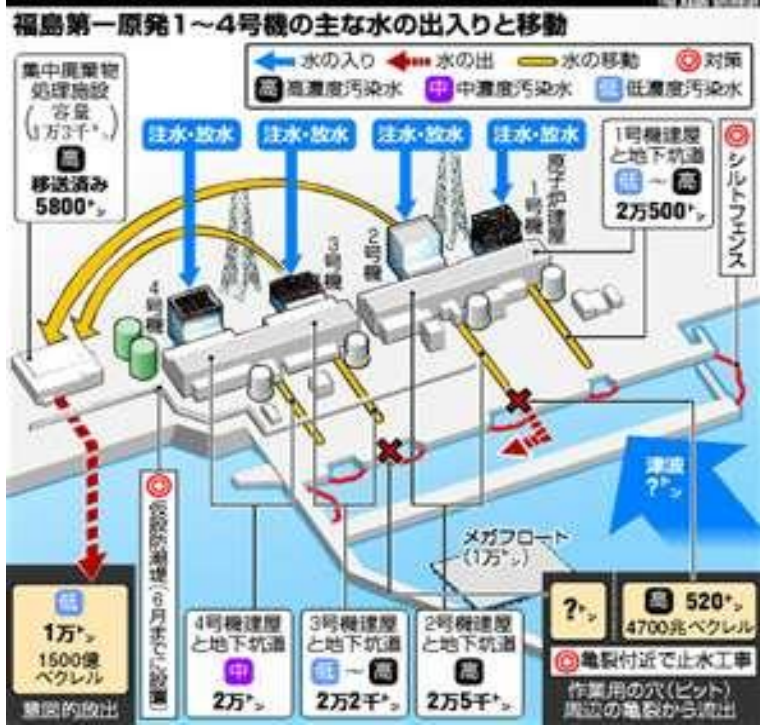 福島第一原発1～4号機の主な水の出入りと移動
水の入り 水の出 水の移動 対策
高 高濃度汚染水 中 中濃度汚染水 低 低濃度汚染水
集中廃棄物
処理施設
(容量
1万3千トン)
高
移送済み
5800トン
注水・放水
注水・放水
注水・放水
注水・放水
1号機建屋
と地下坑道
低～高
2万500トン
シルトフェンス
原子炉建屋
1号機
2号機
3号機
4号機
津波
?トン
メガフロート
(1万トン)
低
1万トン
1500億
ベクレル
意図的放出
仮設防潮堤(6月までに設置)
4号機建屋
と地下坑道
中
2万トン
3号機建屋
と地下坑道
低～高
2万2千トン
2号機建屋
と地下坑道
高
2万5千トン
?トン
高 520トン
4700兆ベクレル
亀裂付近で止水工事
作業用の穴(ピット)
周辺の亀裂から流出